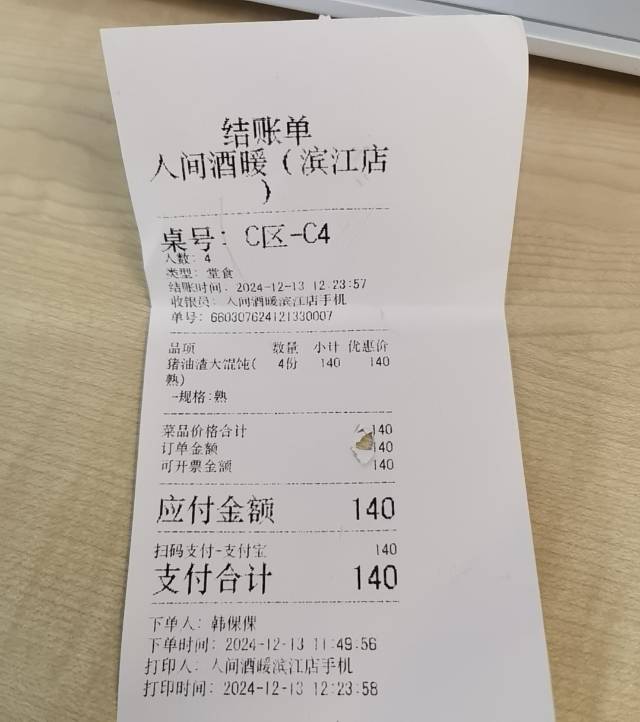 结账单
人间酒暖（滨江店
）
桌号：C区-C4
人数：4
类型：堂食
结账时间：2024-12-13 12:23:57
收银员：人间酒暖滨江店手机
单号：660307624121330007
品项 数量 小计 优惠价
猪油渣大馄饨( 4份 140 140
熟)
-规格:熟
菜品价格合计 140
订单金额 140
可开票金额 140
应付金额 140
扫码支付-支付宝 140
支付合计 140
下单人：韩倮倮
下单时间：2024-12-13 11:49:56
打印人：人间酒暖滨江店手机
打印时间：2024-12-13 12:23:58